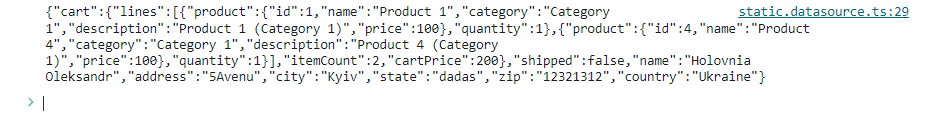 {"cart":{"lines":[{"product":{"id":1,"name":"Product 1","category":"Category static.datasource.ts:29
1","description":"Product 1 (Category 1)","price":100},"quantity":1},{"product":{"id":4,"name":"Product
4","category":"Category 1","description":"Product 4 (Category
1)","price":100},"quantity":1}],"itemCount":2,"cartPrice":200},"shipped":false,"name":"Holovnia
Oleksandr","address":"5Avenu","city":"Kyiv","state":"dadas","zip":"12321312","country":"Ukraine"}
>